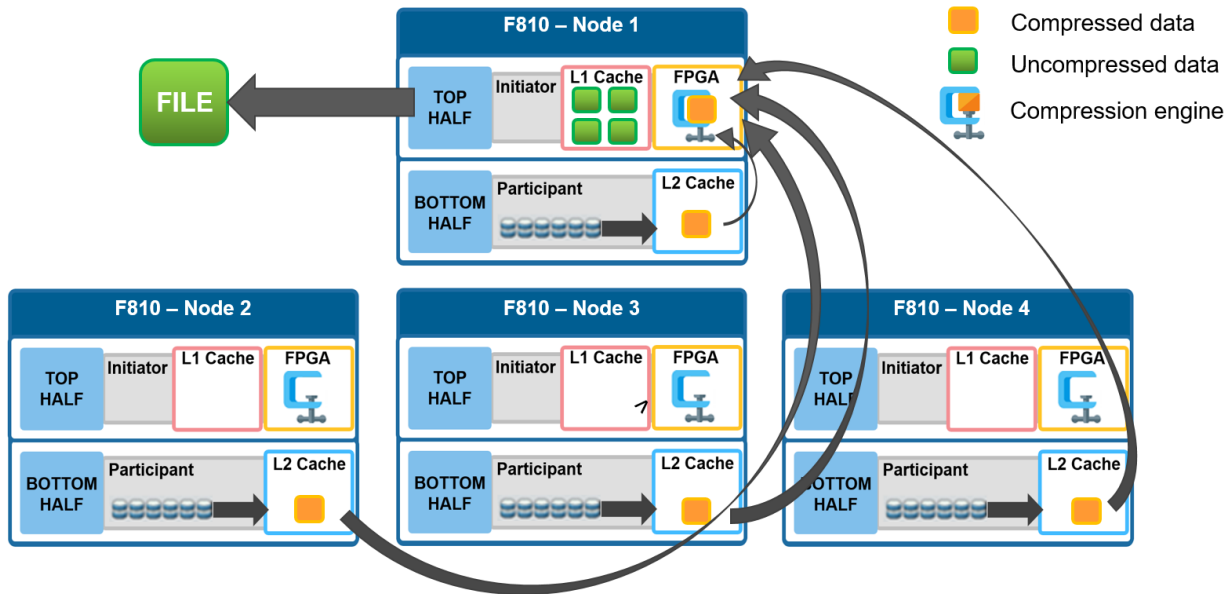 F810 – Node 1
Compressed data
Uncompressed data
Compression engine
FILE
TOP
HALF
Initiator
L1 Cache
FPGA
BOTTOM
HALF
Participant
L2 Cache
F810 – Node 2
TOP
HALF
Initiator
L1 Cache
FPGA
BOTTOM
HALF
Participant
L2 Cache
F810 – Node 3
TOP
HALF
Initiator
L1 Cache
FPGA
BOTTOM
HALF
Participant
L2 Cache
F810 – Node 4
TOP
HALF
Initiator
L1 Cache
FPGA
BOTTOM
HALF
Participant
L2 Cache